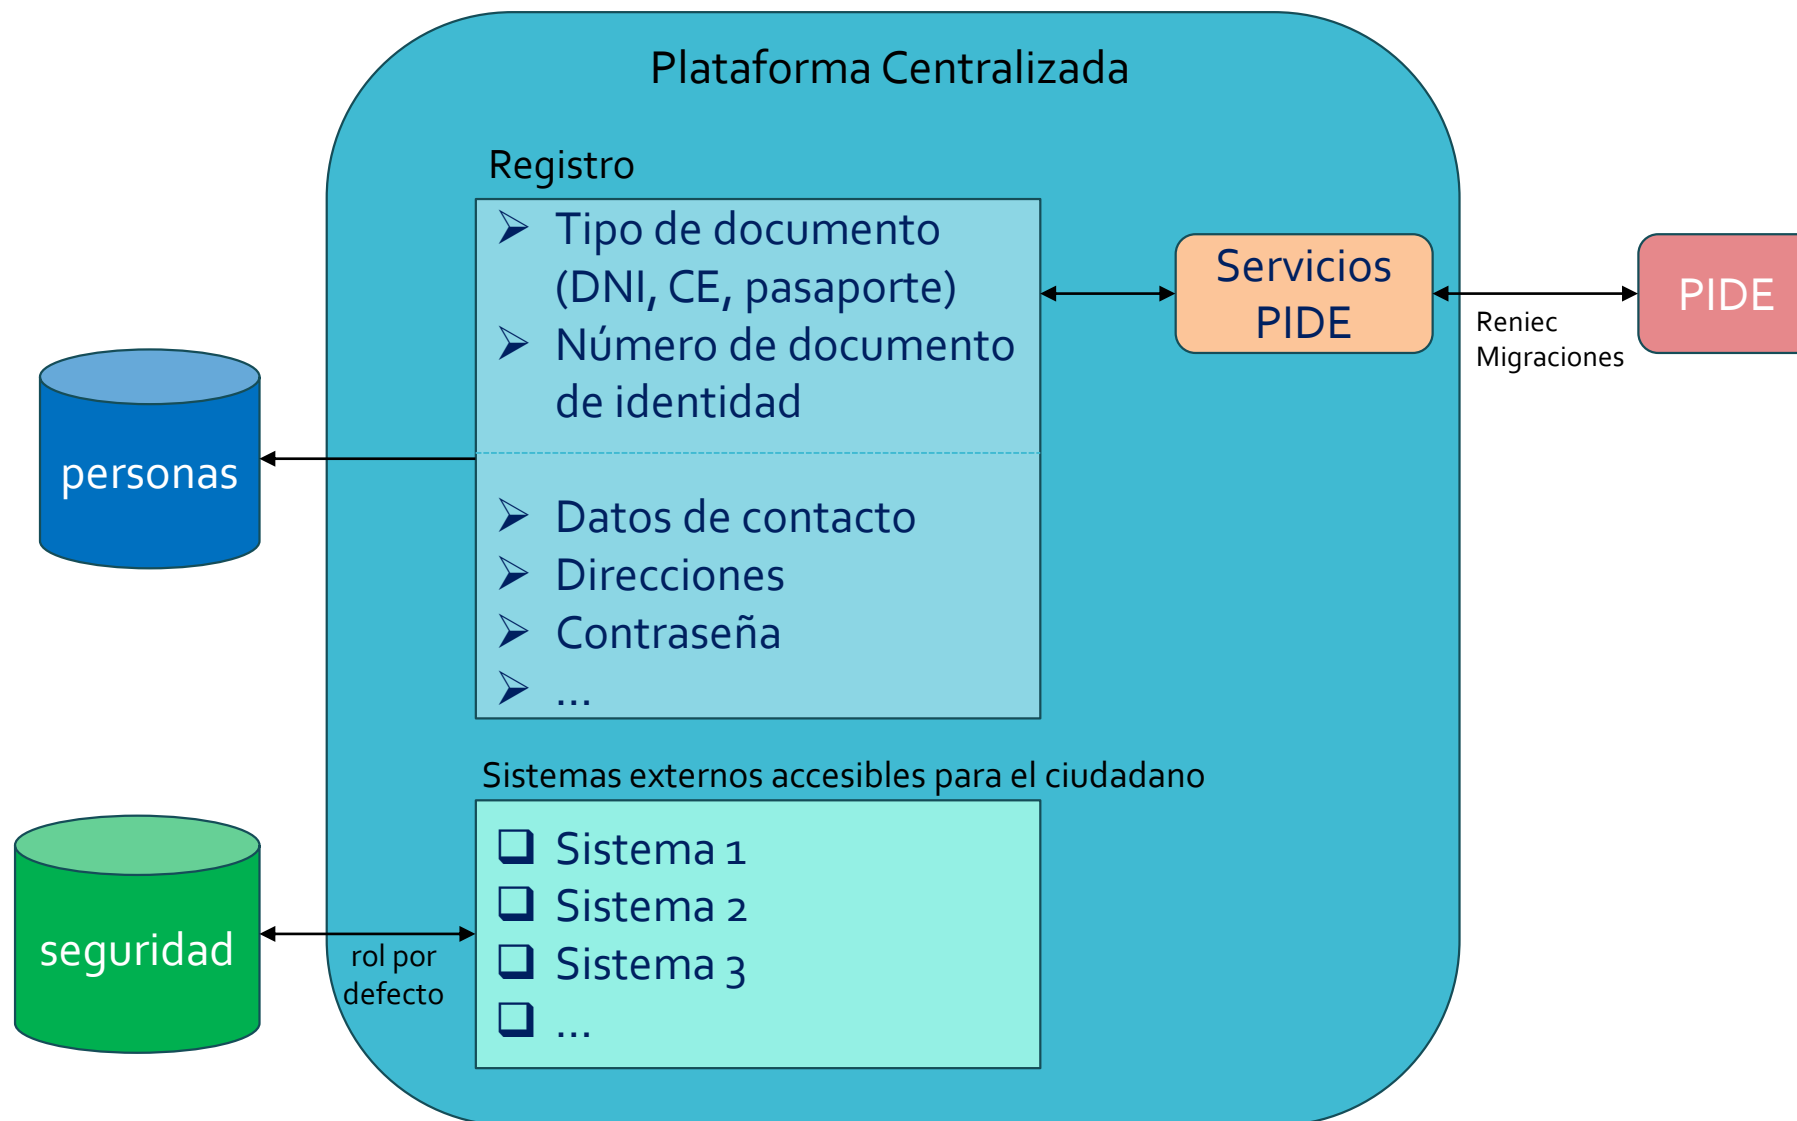 Plataforma Centralizada
Registro
Tipo de documento
(DNI, CE, pasaporte)
Número de documento
de identidad
Datos de contacto
Direcciones
Contraseña
...
Servicios
PIDE
Reniec
Migraciones
PIDE
personas
Sistemas externos accesibles para el ciudadano
Sistema 1
Sistema 2
Sistema 3
...
seguridad
rol por
defecto